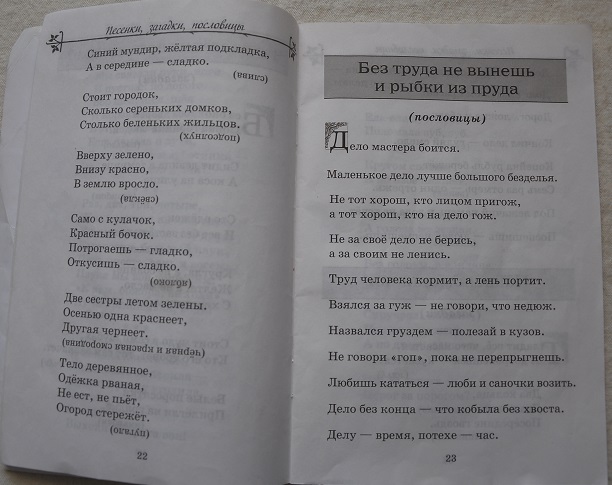 Песенки, загадки, пословицы
Синий мундир, жёлтая подкладка,
А в середине — сладко.
(слива)
Стоит городок,
Сколько сереньких домков,
Столько беленьких жильцов.
(подсолнух)
Вверху зелено,
Внизу красно,
В землю вросло.
(свёкла)
Само с кулачок,
Красный бочок.
Потрогаешь — гладко,
Откусишь — сладко.
(яблоко)
Две сестры летом зелены.
Осенью одна краснеет,
Другая чернеет.
(чёрная и красная смородина)
Тело деревянное,
Одёжка рваная,
Не ест, не пьёт,
Огород стережёт.
(пугало)
22
Без труда не вынешь
и рыбки из пруда
(пословицы)
Дело мастера боится.
Маленькое дело лучше большого безделья.
Не тот хорош, кто лицом пригож,
а тот хорош, кто на дело гож.
Не за своё дело не берись,
а за своим не ленись.
Труд человека кормит, а лень портит.
Взялся за гуж — не говори, что недюж.
Назвался груздем — полезай в кузов.
Не говори «гоп», пока не перепрыгнешь.
Любишь кататься — люби и саночки возить.
Дело без конца — что кобыла без хвоста.
Делу — время, потехе — час.
23